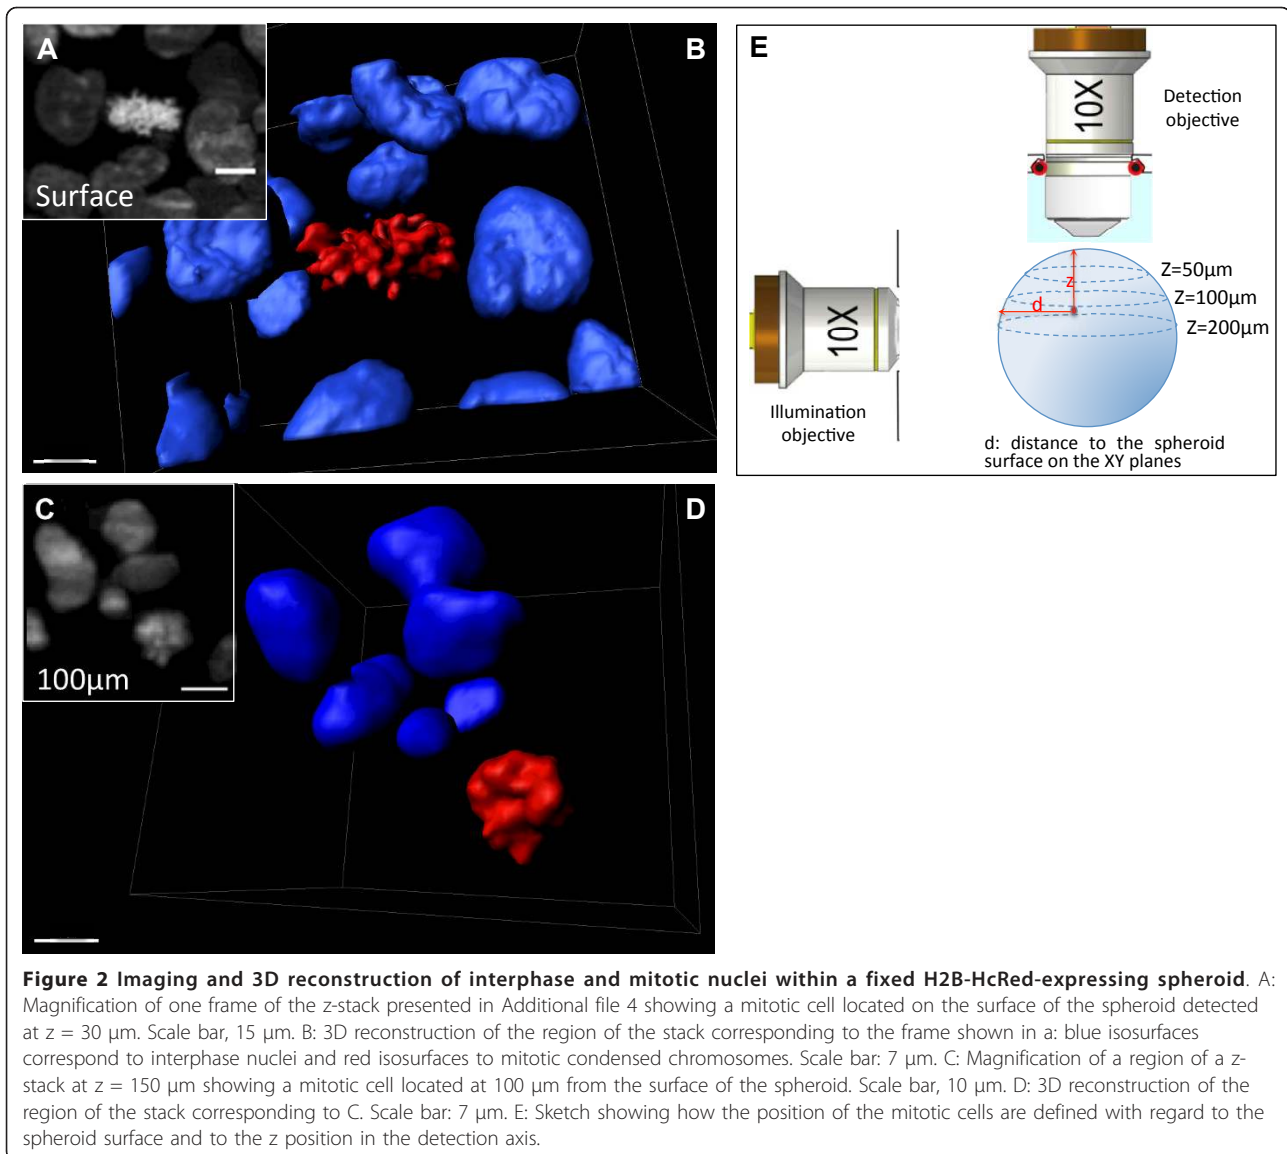 A
Surface
B
E
10X
Detection
objective
10X
Illumination
objective
z
d
Z=50μm
Z=100μm
Z=200μm
d: distance to the spheroid
surface on the XY planes
C
100μm
D
Figure 2 Imaging and 3D reconstruction of interphase and mitotic nuclei within a fixed H2B-HcRed-expressing spheroid. A:
Magnification of one frame of the z-stack presented in Additional file 4 showing a mitotic cell located on the surface of the spheroid detected
at z = 30 μm. Scale bar, 15 μm. B: 3D reconstruction of the region of the stack corresponding to the frame shown in a: blue isosurfaces
correspond to interphase nuclei and red isosurfaces to mitotic condensed chromosomes. Scale bar: 7 μm. C: Magnification of a region of a z-
stack at z = 150 μm showing a mitotic cell located at 100 μm from the surface of the spheroid. Scale bar, 10 μm. D: 3D reconstruction of the
region of the stack corresponding to C. Scale bar: 7 μm. E: Sketch showing how the position of the mitotic cells are defined with regard to the
spheroid surface and to the z position in the detection axis.